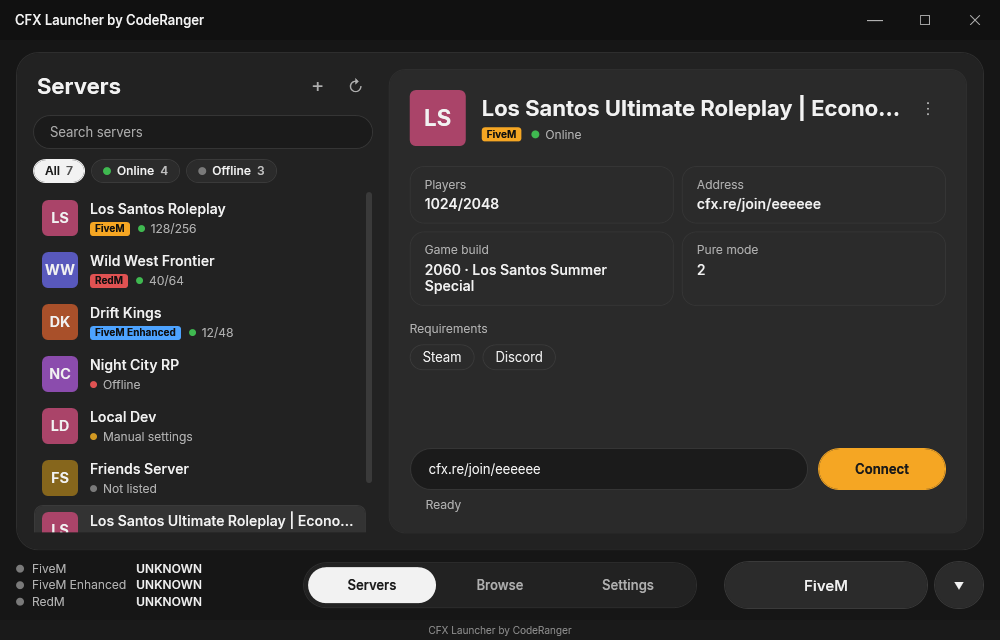 CFX Launcher by CodeRanger
Servers
+
Search servers
All 7
Online 4
Offline 3
LS
Los Santos Roleplay
FiveM
128/256
WW
Wild West Frontier
RedM
40/64
DK
Drift Kings
FiveM Enhanced
12/48
NC
Night City RP
Offline
LD
Local Dev
Manual settings
FS
Friends Server
Not listed
LS
Los Santos Ultimate Roleplay | Econo...
LS
Los Santos Ultimate Roleplay | Econo...
FiveM
Online
Players
1024/2048
Address
cfx.re/join/eeeeee
Game build
2060 · Los Santos Summer
Special
Pure mode
2
Requirements
Steam
Discord
cfx.re/join/eeeeee
Connect
Ready
FiveM UNKNOWN
FiveM Enhanced UNKNOWN
RedM UNKNOWN
Servers
Browse
Settings
FiveM
CFX Launcher by CodeRanger